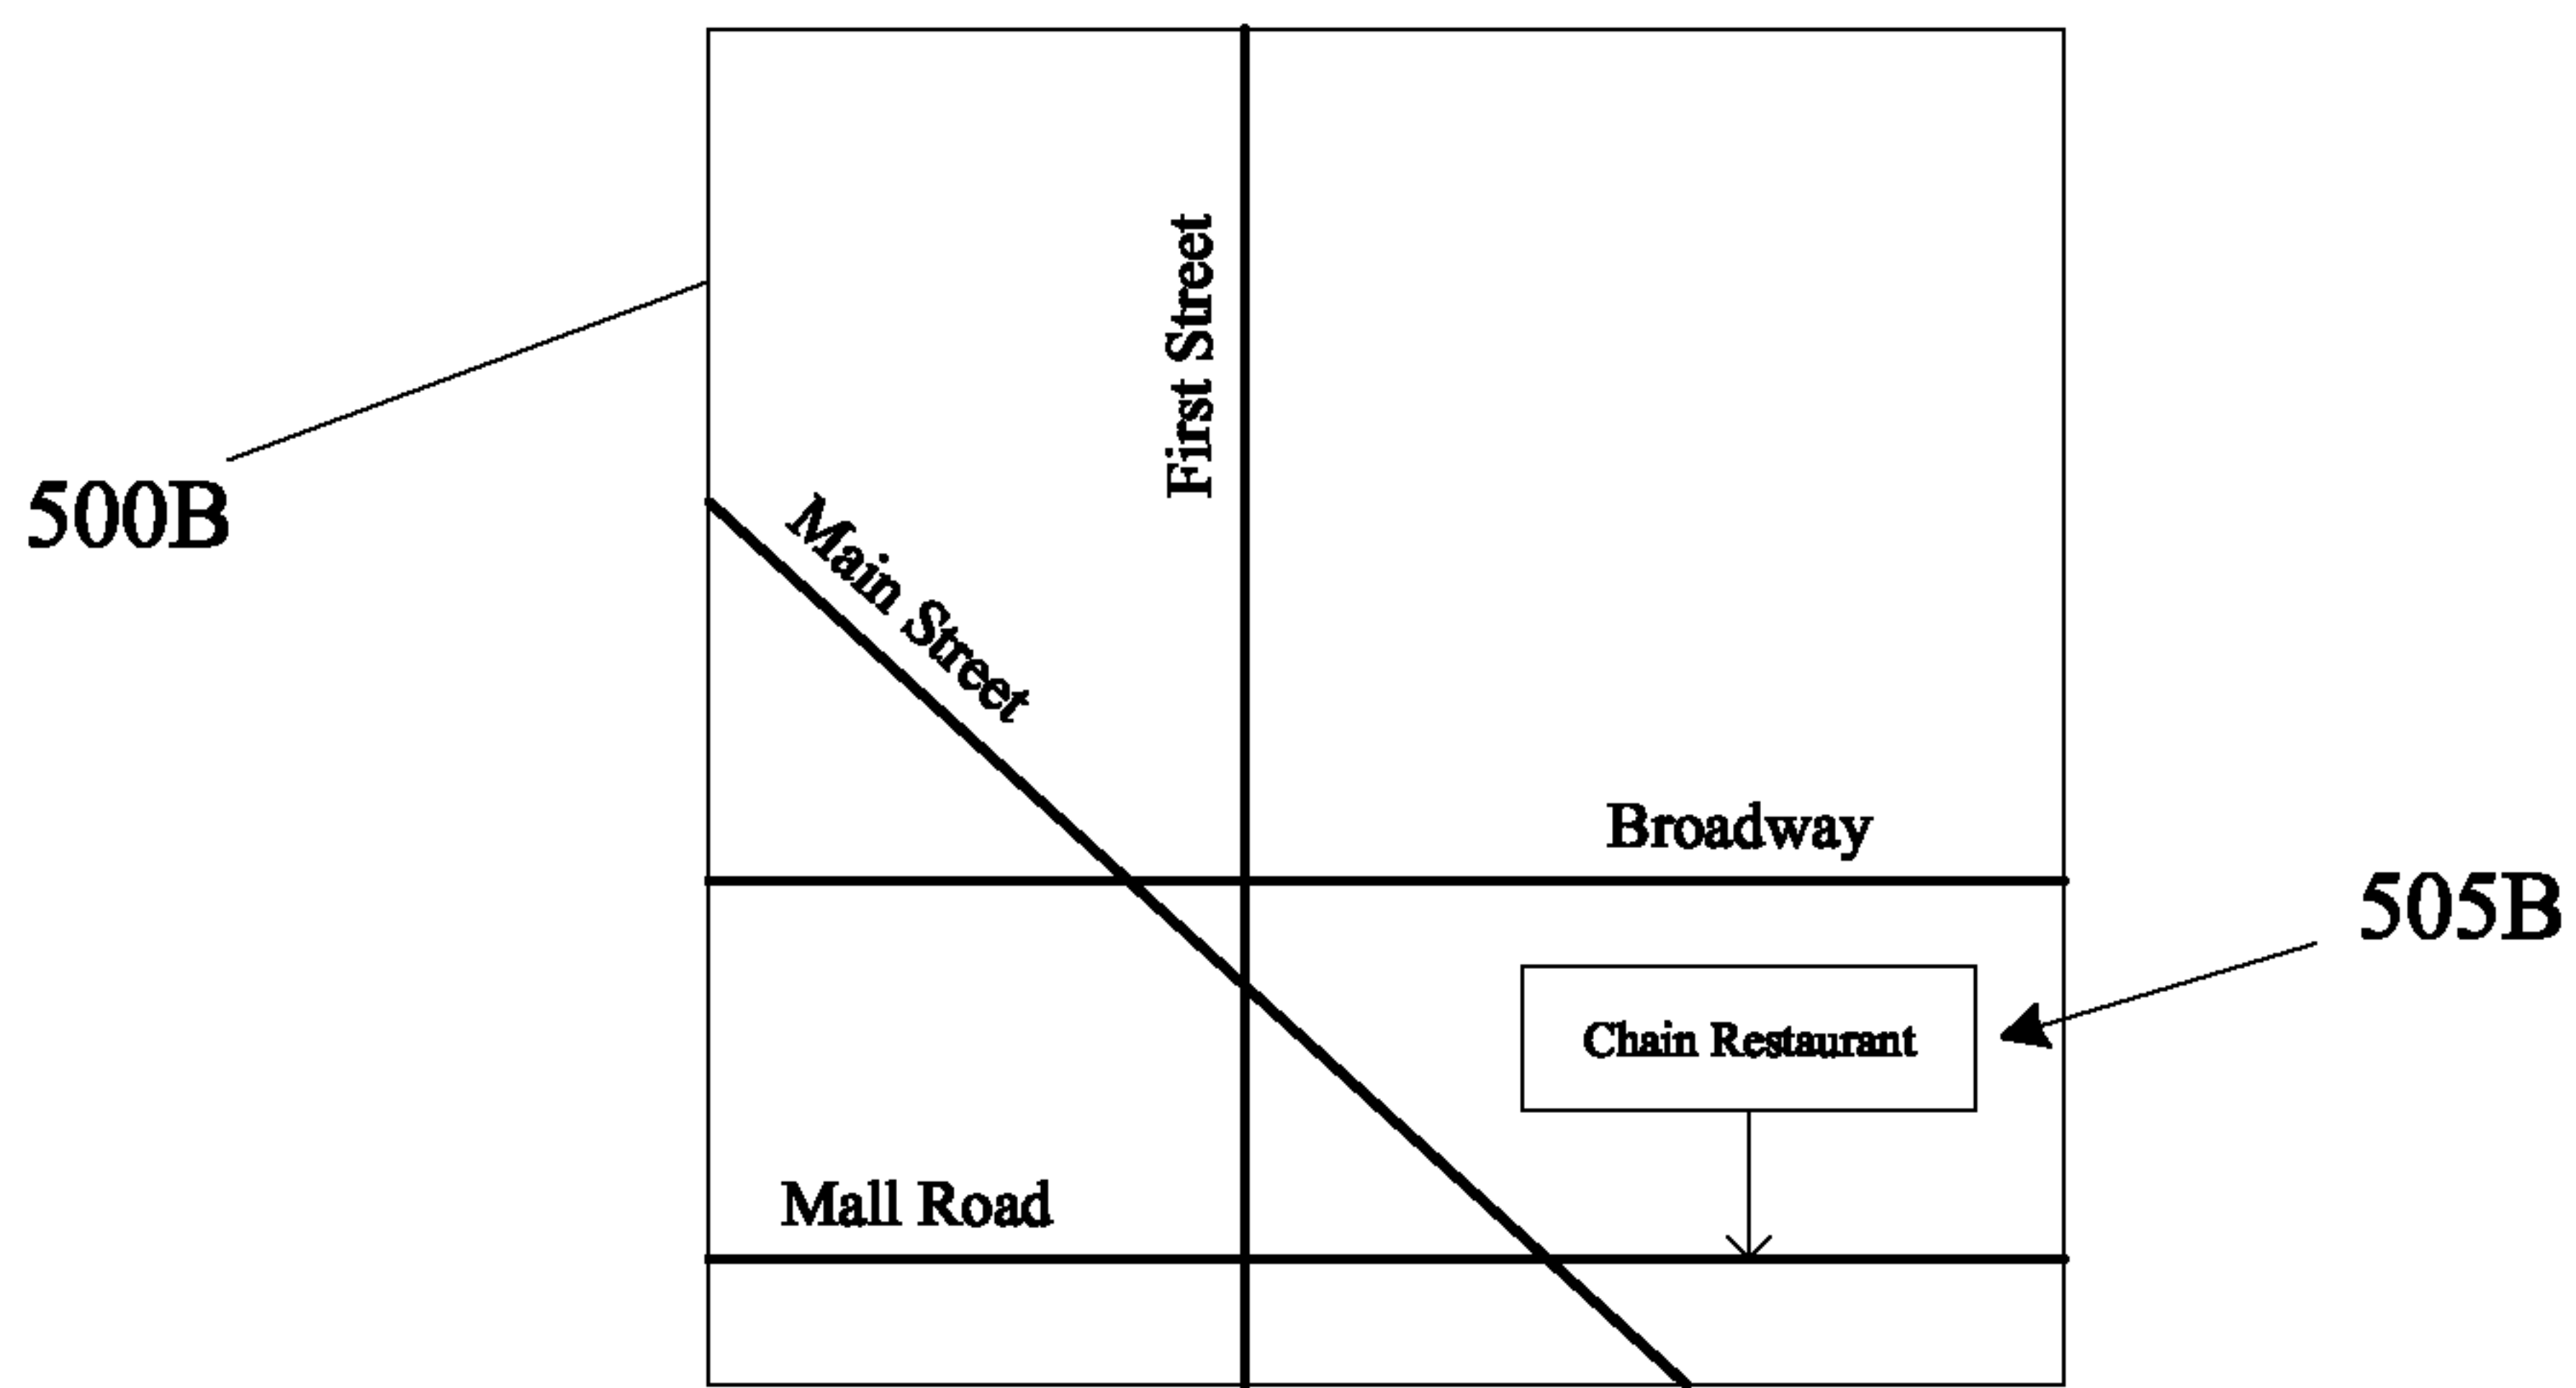 First Street
500B
Main Street
Broadway
505B
Chain Restaurant
Mall Road